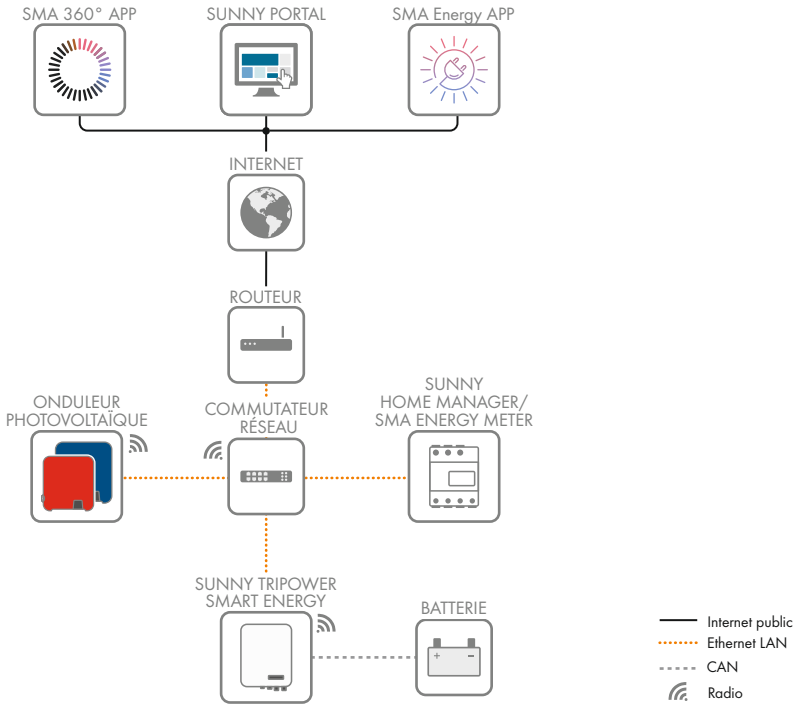 SMA 360° APP
SUNNY PORTAL
SMA Energy APP
INTERNET
ROUTEUR
ONDULEUR
PHOTOVOLTAÏQUE
COMMUTATEUR
RÉSEAU
SUNNY
HOME MANAGER/
SMA ENERGY METER
SUNNY TRIPOWER
SMART ENERGY
BATTERIE
+ −
Internet public
Ethernet LAN
CAN
Radio